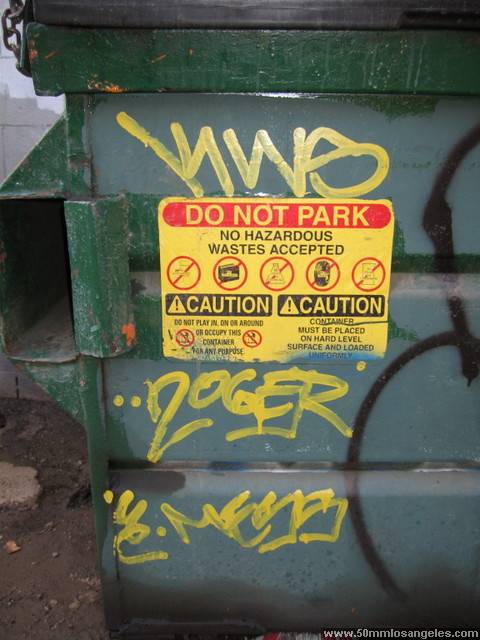 DO NOT PARK
NO HAZARDOUS
WASTES ACCEPTED
CAUTION CAUTION
DO NOT PLAY IN, ON OR AROUND
OR OCCUPY THIS
CONTAINER
FOR ANY PURPOSE
CONTAINER
MUST BE PLACED
ON HARD LEVEL
SURFACE AND LOADED
UNIFORMLY
ROGER
www.50mmlosangeles.com